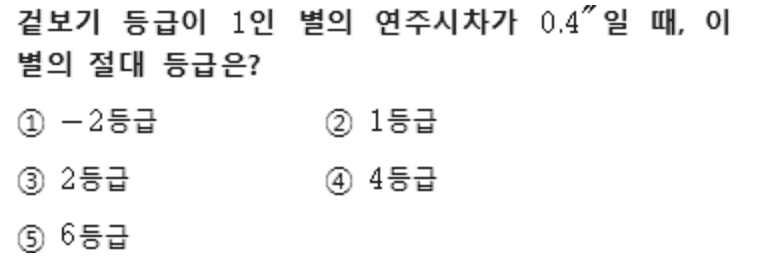 겉보기 등급이 1인 별의 연주시차가 0.4″일 때, 이
별의 절대 등급은?
① −2등급 ② 1등급
③ 2등급 ④ 4등급
⑤ 6등급